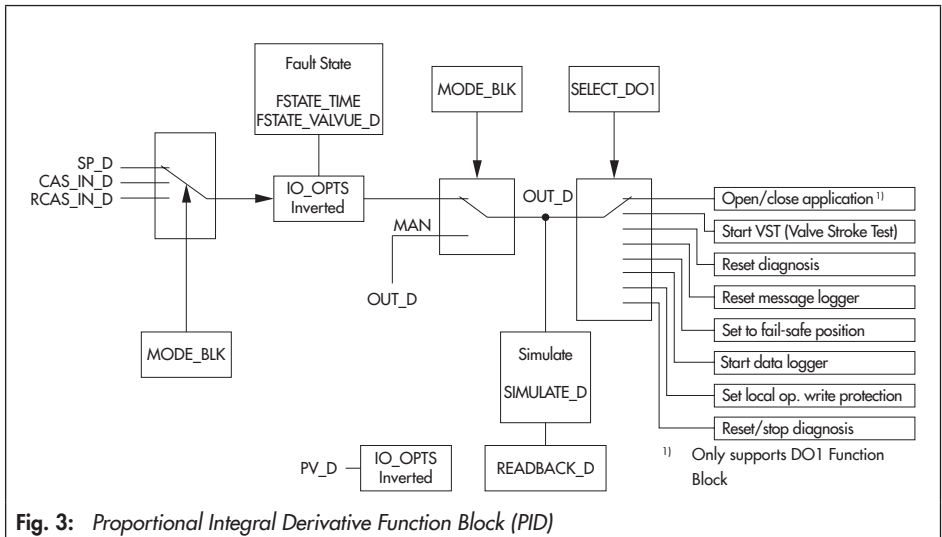 Fault State
FSTATE_TIME
FSTATE_VALVUE_D
MODE_BLK
SELECT_DO1
SP_D
CAS_IN_D
RCAS_IN_D
IO_OPTS
Inverted
MAN
OUT_D
OUT_D
MODE_BLK
Simulate
SIMULATE_D
READBACK_D
PV_D
IO_OPTS
Inverted
Open/close application 1)
Start VST (Valve Stroke Test)
Reset diagnosis
Reset message logger
Set to fail-safe position
Start data logger
Set local op. write protection
Reset/stop diagnosis
1) Only supports DO1 Function
Block
Fig. 3: Proportional Integral Derivative Function Block (PID)